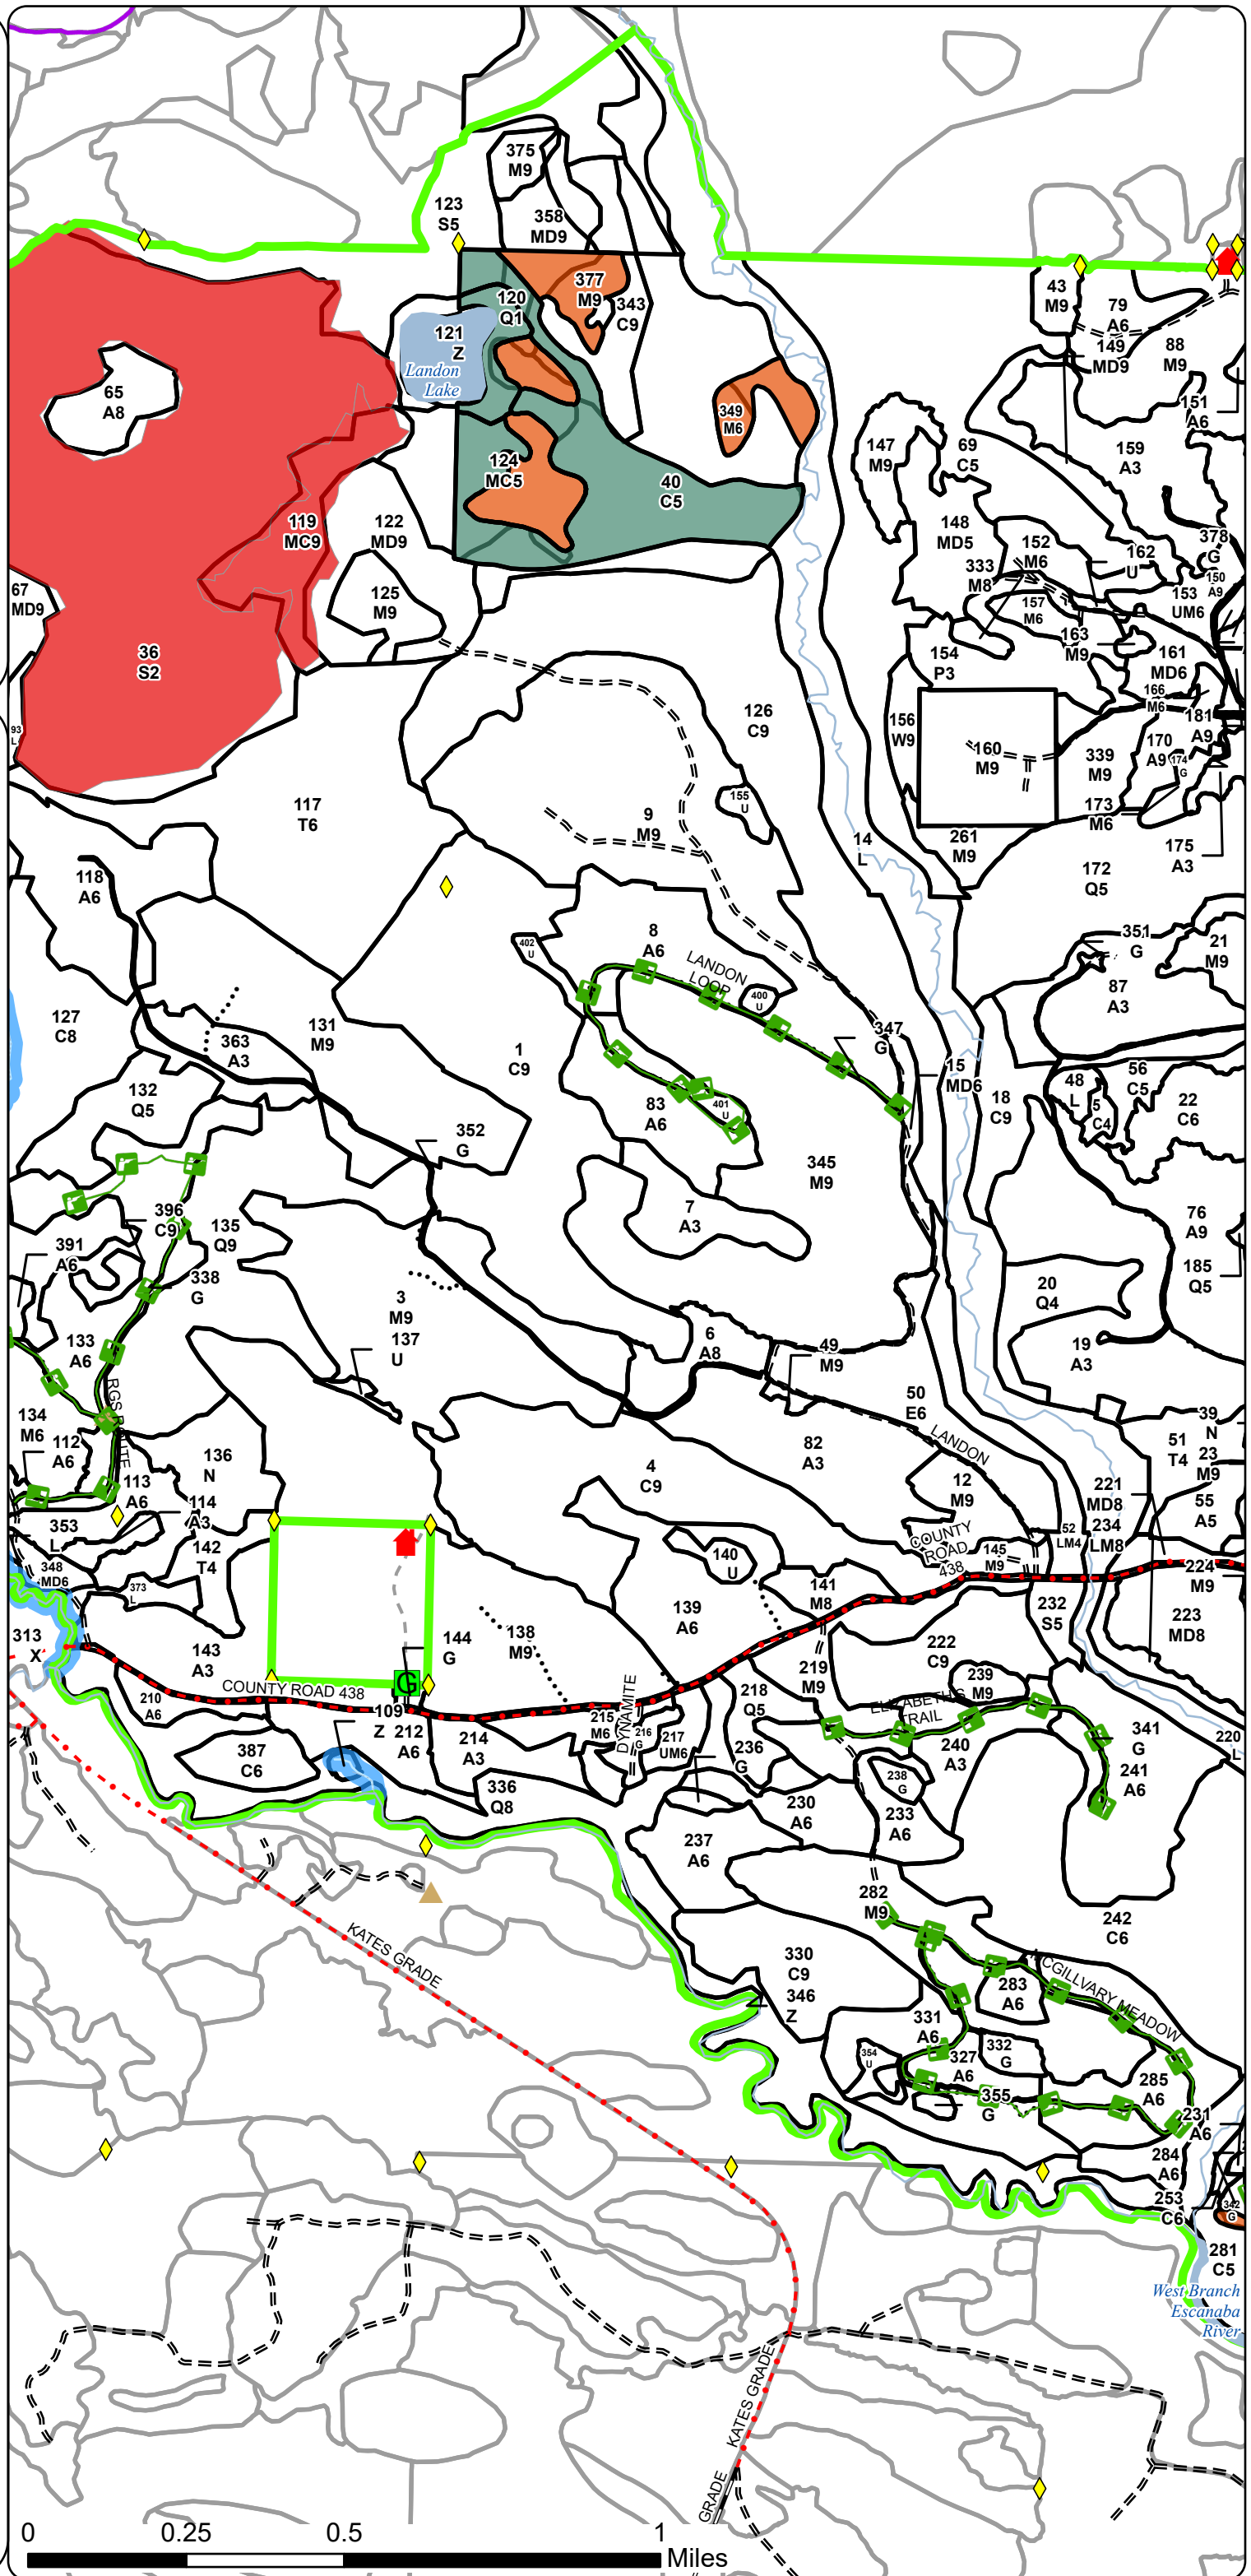 375
M9
123
S5
358
MD9
377
M9
120
Q1
343
C9
43
M9
79
A6
121
Z
Landon
Lake
149
MD9
88
M9
65
A8
151
A6
349
M6
147
M9
69
C5
159
A3
124
MC5
40
C5
119
MC9
122
MD9
148
MD5
152
M6
378
G
162
U
333
M8
150
A9
67
MD9
125
M9
157
M6
153
UM6
163
M9
36
S2
154
P3
161
MD6
166
M6
126
C9
93
L
156
W9
181
A9
160
M9
339
M9
170
A9
174
G
117
T6
155
U
9
M9
173
M6
14
L
261
M9
175
A3
118
A6
172
Q5
402
U
8
A6
LANDON
LOOP
351
G
21
M9
400
U
87
A3
127
C8
363
A3
131
M9
347
G
1
C9
15
MD6
18
C9
48
L
56
C5
5
C4
22
C6
132
Q5
83
A6
401
U
352
G
345
M9
396
C9
135
Q9
7
A3
76
A9
391
A6
338
G
185
Q5
3
M9
137
U
20
Q4
133
A6
6
A8
49
M9
19
A3
RGS ROUTE
50
E6
134
M6
112
A6
136
N
82
A3
LANDON
39
N
51
T4
23
M9
4
C9
113
A6
12
M9
221
MD8
114
A3
55
A5
353
L
142
T4
COUNTY
ROAD
438
52
LM4
234
LM8
145
M9
140
U
348
MD6
373
L
141
M8
224
M9
139
A6
232
S5
223
MD8
313
X
143
A3
144
G
138
M9
222
C9
219
M9
239
M9
COUNTY ROAD 438
G
210
A6
109
Z
212
A6
215
M6
DYNAMITE
216
G
217
UM6
218
Q5
ELIZABETH'S
TRAIL
341
G
220
L
387
C6
214
A3
236
G
240
A3
241
A6
238
G
336
Q8
230
A6
233
A6
237
A6
282
M9
242
C6
KATES GRADE
330
C9
346
Z
283
A6
MCGILLVARY MEADOW
331
A6
354
U
327
A6
332
G
285
A6
355
G
231
A6
284
A6
253
C6
342
G
281
C5
West Branch
Escanaba
River
KATES GRADE
GRADE
0
0.25
0.5
1
Miles